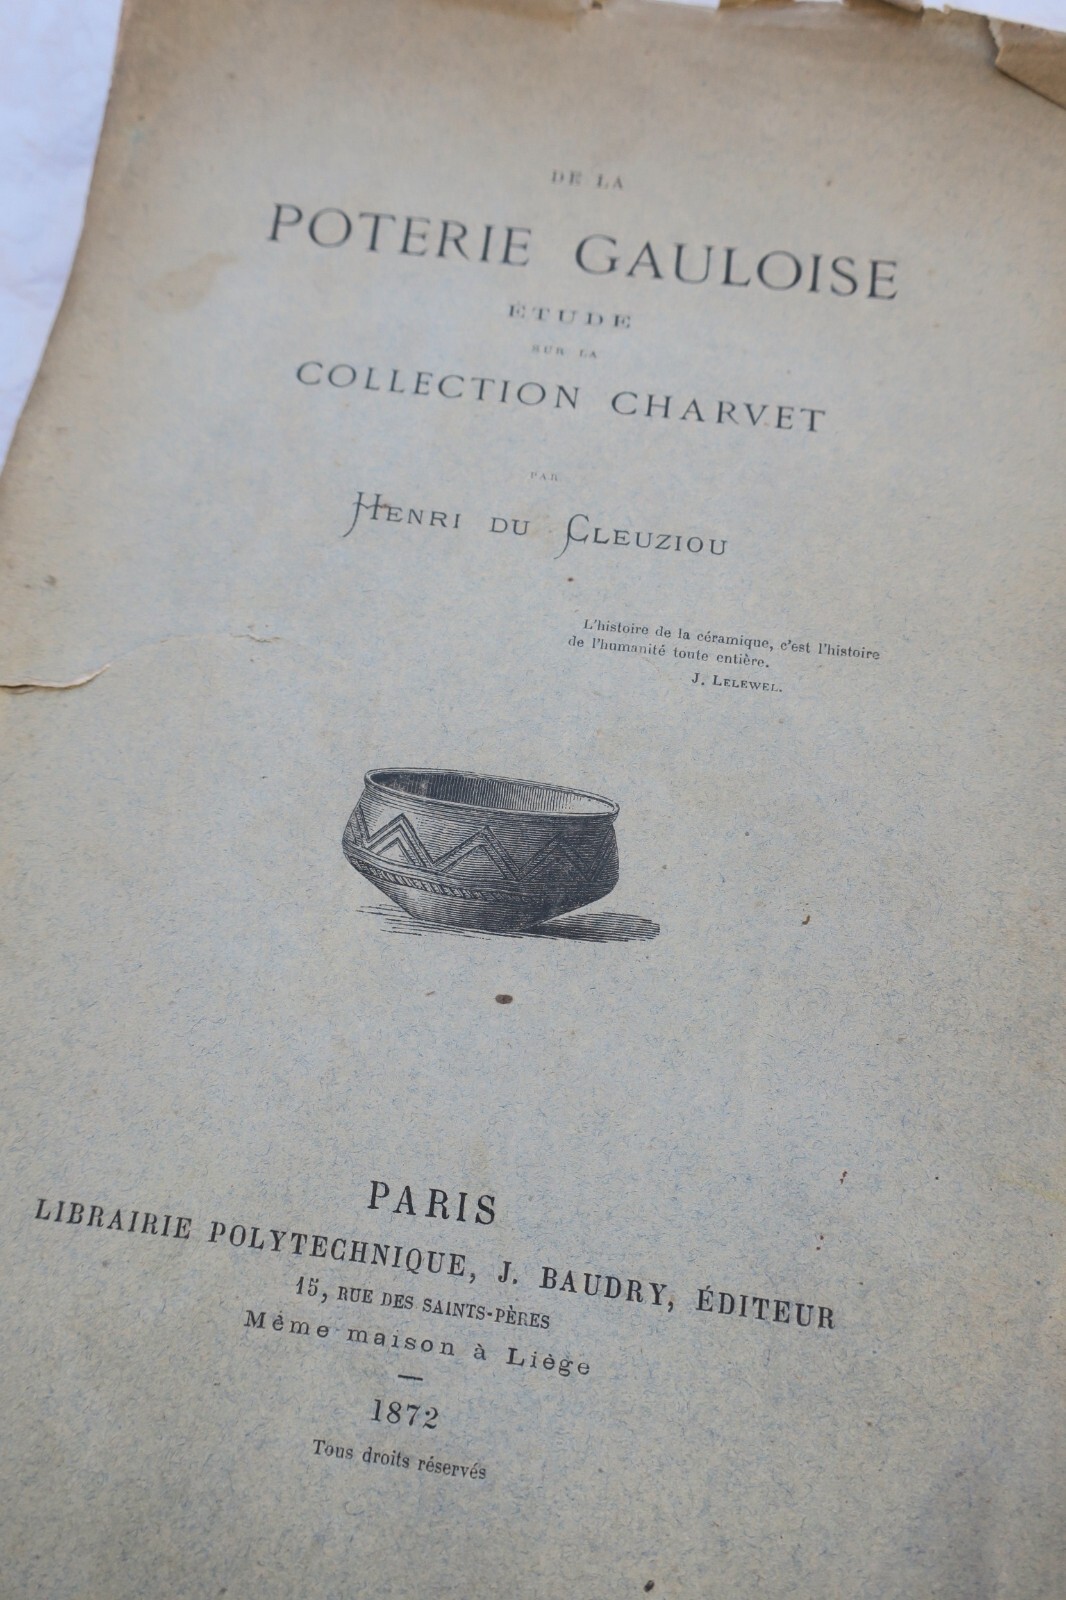 DE LA
POTERIE GAULOISE
ÉTUDE
SUR LA
COLLECTION CHARVET
PAR
HENRI DU CLEUZIOU
L'histoire de la céramique, c'est l'histoire
de l'humanité toute entière.
J. LELEWEL.
PARIS
LIBRAIRIE POLYTECHNIQUE, J. BAUDRY, ÉDITEUR
15, RUE DES SAINTS-PÈRES
Même maison à Liège
—
1872
Tous droits réservés